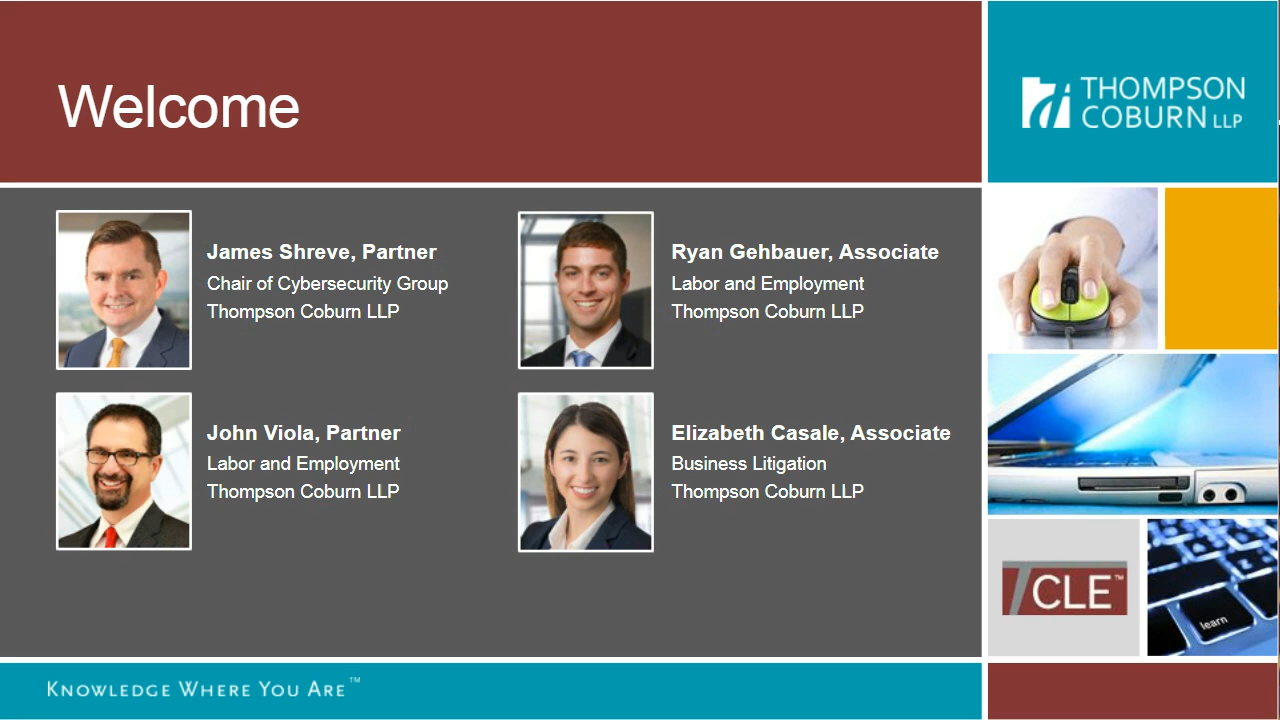 Welcome
THOMPSON
COBURN LLP
James Shreve, Partner
Chair of Cybersecurity Group
Thompson Coburn LLP
Ryan Gehbauer, Associate
Labor and Employment
Thompson Coburn LLP
John Viola, Partner
Labor and Employment
Thompson Coburn LLP
Elizabeth Casale, Associate
Business Litigation
Thompson Coburn LLP
CLE™
learn
KNOWLEDGE WHERE YOU ARE™